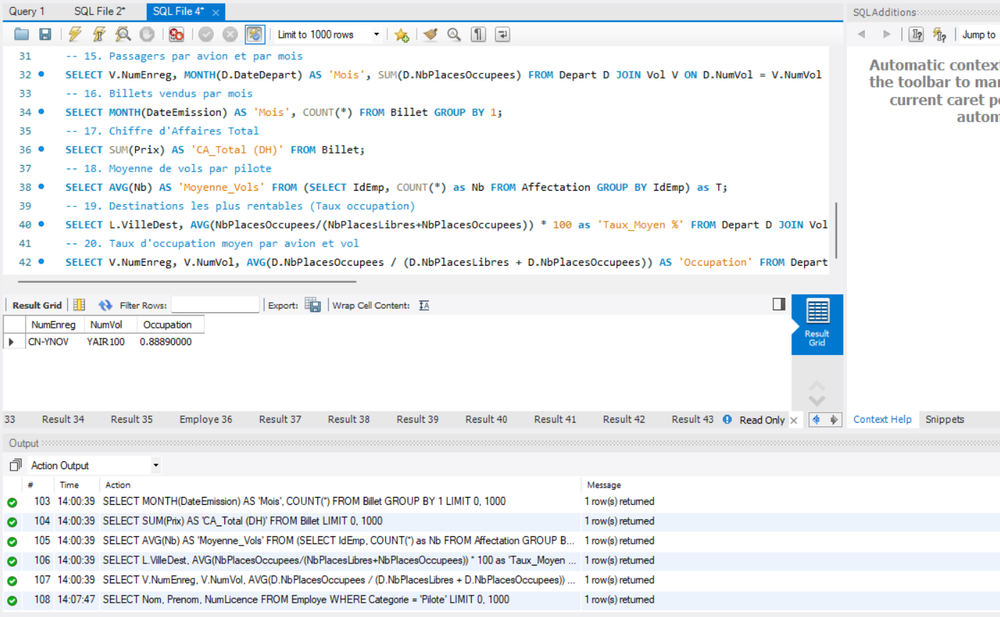 Query 1 SQL File 2* SQL File 4* SQLAdditions
Limit to 1000 rows Jump to
31 -- 15. Passagers par avion et par mois
32 SELECT V.NumEnreg, MONTH(D.DateDepart) AS 'Mois', SUM(D.NbPlacesOccupees) FROM Depart D JOIN Vol V ON D.NumVol = V.NumVol
33 -- 16. Billets vendus par mois
34 SELECT MONTH(DateEmission) AS 'Mois', COUNT(*) FROM Billet GROUP BY 1;
35 -- 17. Chiffre d'Affaires Total
36 SELECT SUM(Prix) AS 'CA_Total (DH)' FROM Billet;
37 -- 18. Moyenne de vols par pilote
38 SELECT AVG(Nb) AS 'Moyenne_Vols' FROM (SELECT IdEmp, COUNT(*) as Nb FROM Affectation GROUP BY IdEmp) as T;
39 -- 19. Destinations les plus rentables (Taux occupation)
40 SELECT L.VilleDest, AVG(NbPlacesOccupees/(NbPlacesLibres+NbPlacesOccupees)) * 100 as 'Taux_Moyen %' FROM Depart D JOIN Vol
41 -- 20. Taux d'occupation moyen par avion et vol
42 SELECT V.NumEnreg, V.NumVol, AVG(D.NbPlacesOccupees / (D.NbPlacesLibres + D.NbPlacesOccupees)) AS 'Occupation' FROM Depart
Automatic context
the toolbar to man
current caret po
autom
Result Grid Filter Rows: Export: Wrap Cell Content:
NumEnreg NumVol Occupation
CN-YNOV YAIR100 0.88890000
Result
Grid
33 Result 34 Result 35 Employe 36 Result 37 Result 38 Result 39 Result 40 Result 41 Result 42 Result 43 Read Only Context Help Snippets
Output
Action Output
# Time Action Message
103 14:00:39 SELECT MONTH(DateEmission) AS 'Mois', COUNT(*) FROM Billet GROUP BY 1 LIMIT 0, 1000 1 row(s) returned
104 14:00:39 SELECT SUM(Prix) AS 'CA_Total (DH)' FROM Billet LIMIT 0, 1000 1 row(s) returned
105 14:00:39 SELECT AVG(Nb) AS 'Moyenne_Vols' FROM (SELECT IdEmp, COUNT(*) as Nb FROM Affectation GROUP B... 1 row(s) returned
106 14:00:39 SELECT L.VilleDest, AVG(NbPlacesOccupees/(NbPlacesLibres+NbPlacesOccupees)) * 100 as 'Taux_Moyen ... 1 row(s) returned
107 14:00:39 SELECT V.NumEnreg, V.NumVol, AVG(D.NbPlacesOccupees / (D.NbPlacesLibres + D.NbPlacesOccupees)) ... 1 row(s) returned
108 14:07:47 SELECT Nom, Prenom, NumLicence FROM Employe WHERE Categorie = 'Pilote' LIMIT 0, 1000 1 row(s) returned